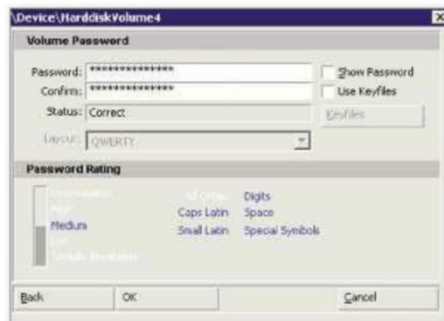 \Device\HarddiskVolume4
Volume Password
Password: **************
Show Password
Confirm: **************
Use Keyfiles
Status: Correct
Keyfiles
Layout: QWERTY
Password Rating
Digits
Caps Latin Space
Medium
Small Latin Special Symbols
Back OK Cancel